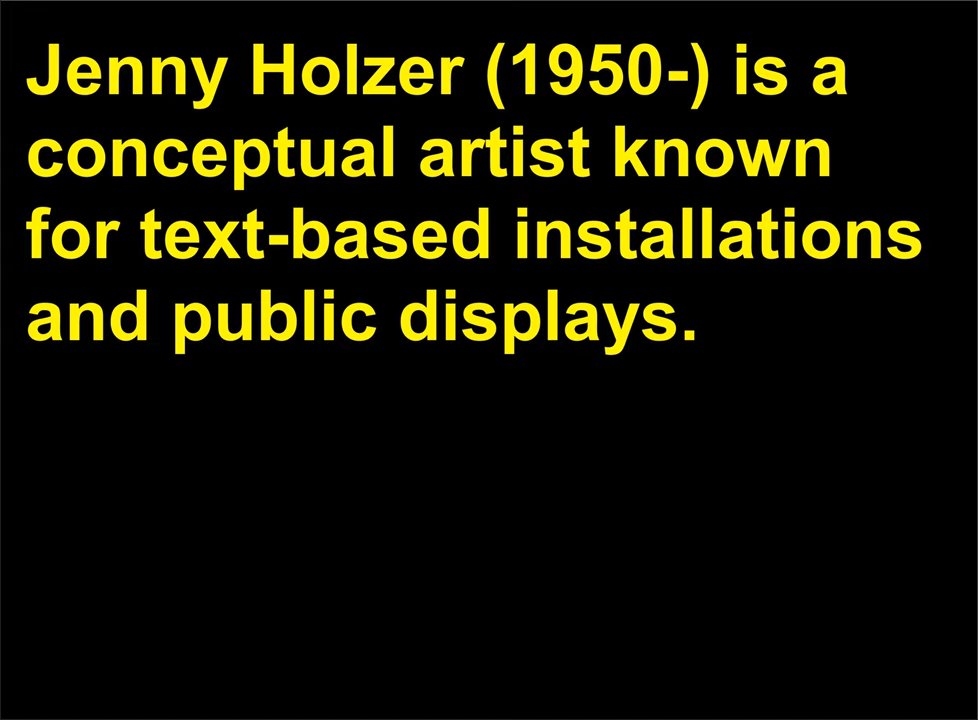 Jenny Holzer (1950-) is a
conceptual artist known
for text-based installations
and public displays.